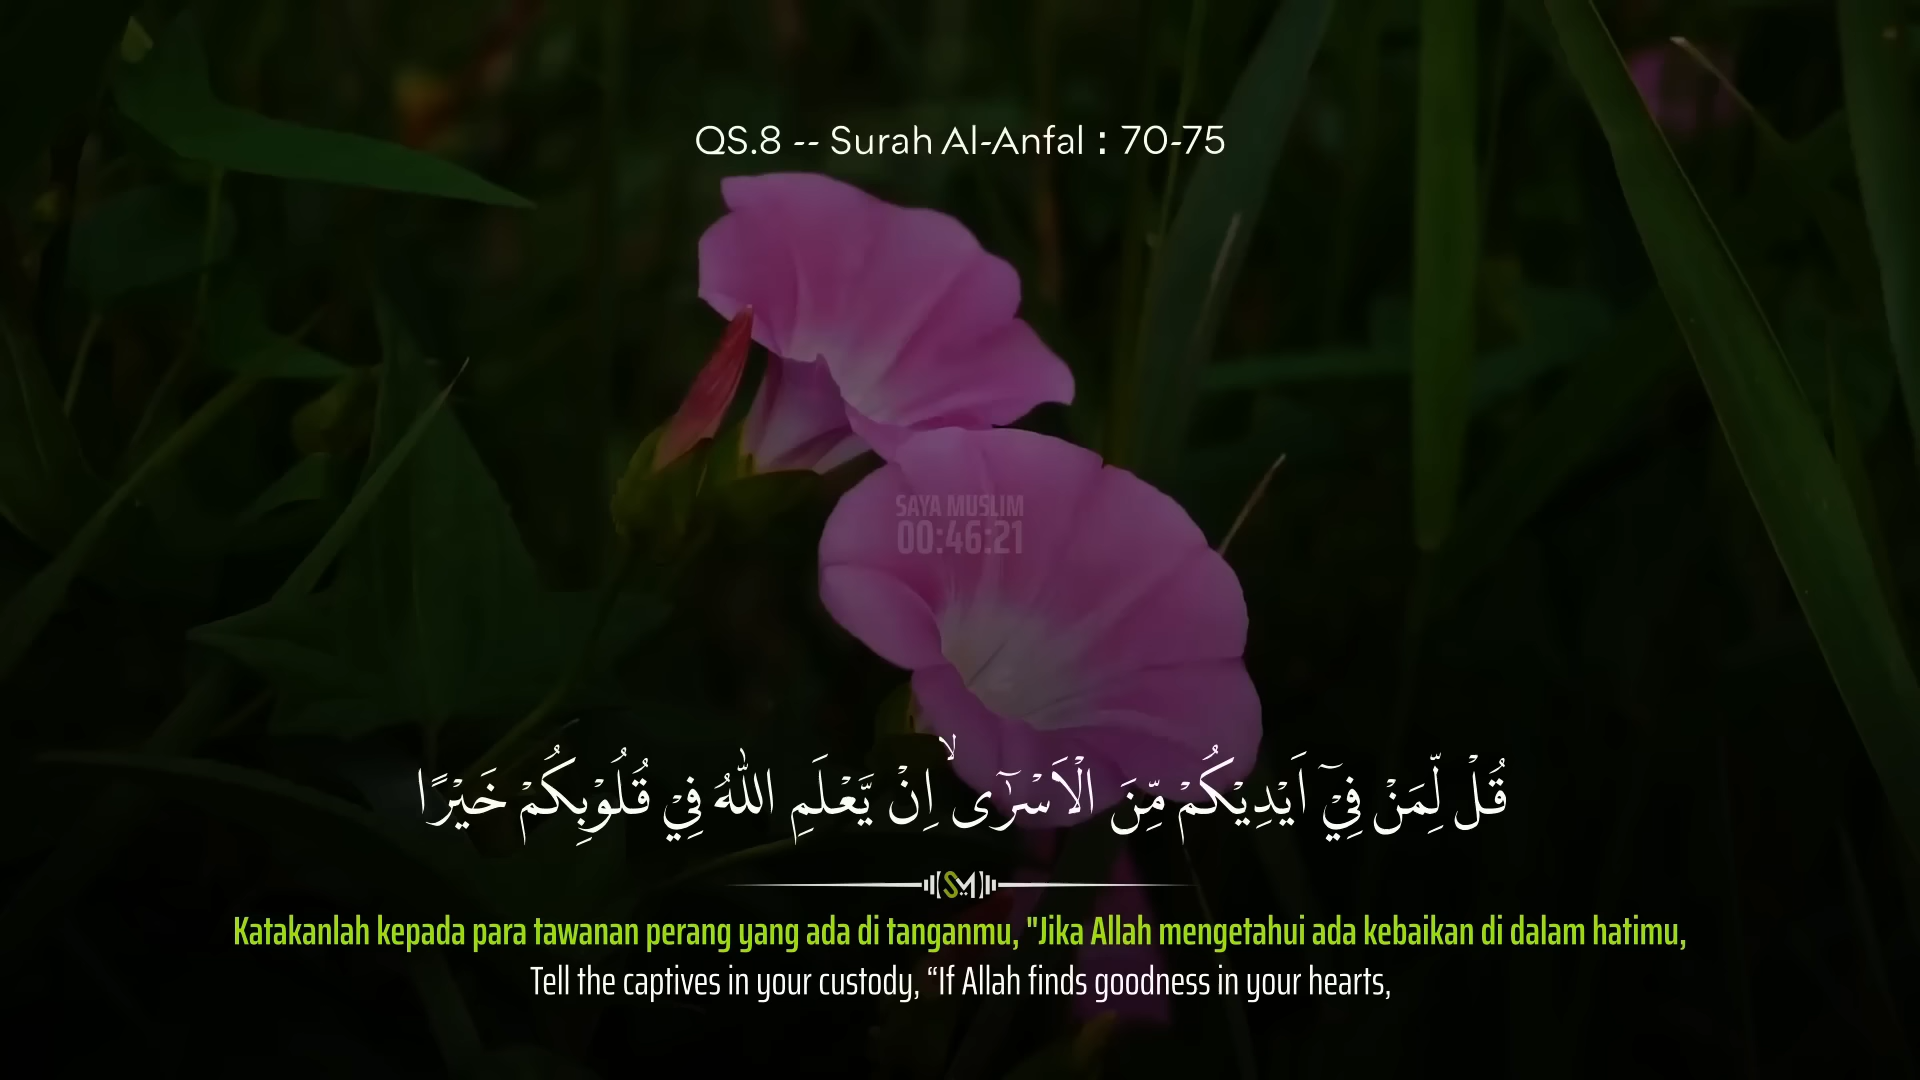 QS.8 -- Surah Al-Anfal : 70-75
SAYA MUSLIM
00:46:21
قُلْ لِّمَنْ فِيْٓ اَيْدِيْكُمْ مِّنَ الْاَسْرٰٓىۙ اِنْ يَّعْلَمِ اللّٰهُ فِيْ قُلُوْبِكُمْ خَيْرًا
SM
Katakanlah kepada para tawanan perang yang ada di tanganmu, "Jika Allah mengetahui ada kebaikan di dalam hatimu,
Tell the captives in your custody, “If Allah finds goodness in your hearts,